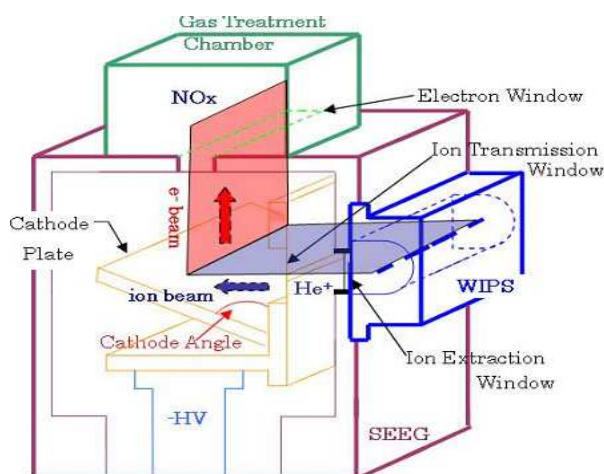 Gas Treatment
Chamber
NOx
Electron Window
Ion Transmission
Window
e- beam
Cathode
Plate
ion beam
He+
WIPS
Cathode Angle
Ion Extraction
Window
-HV
SEEG